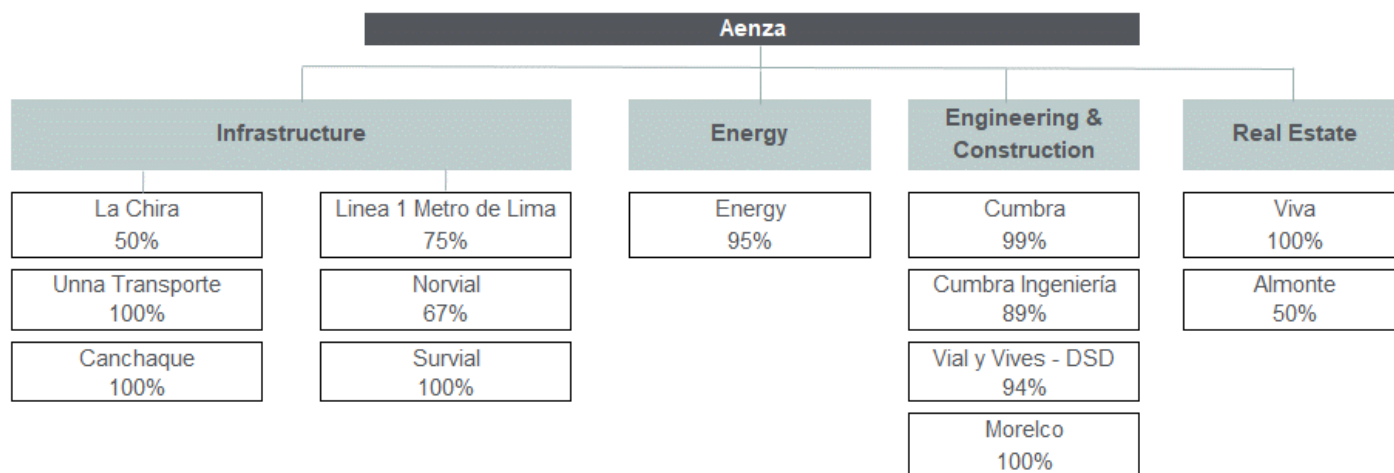 Aenza
Infrastructure
La Chira
50%
Unna Transporte
100%
Canchaque
100%
Linea 1 Metro de Lima
75%
Norvial
67%
Survial
100%
Energy
Energy
95%
Engineering &
Construction
Cumbra
99%
Cumbra Ingeniería
89%
Vial y Vives - DSD
94%
Morelco
100%
Real Estate
Viva
100%
Almonte
50%